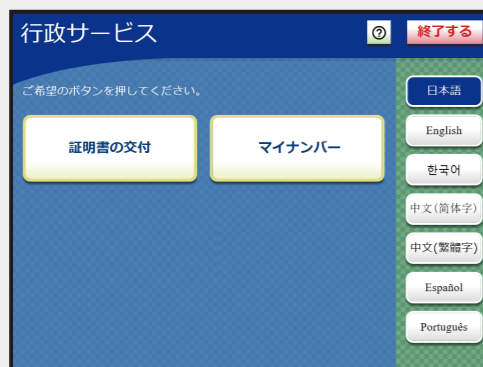 行政サービス
?
終了する
ご希望のボタンを押してください。
証明書の交付
マイナンバー
日本語
English
한국어
中文(简体字)
中文(繁體字)
Español
Português